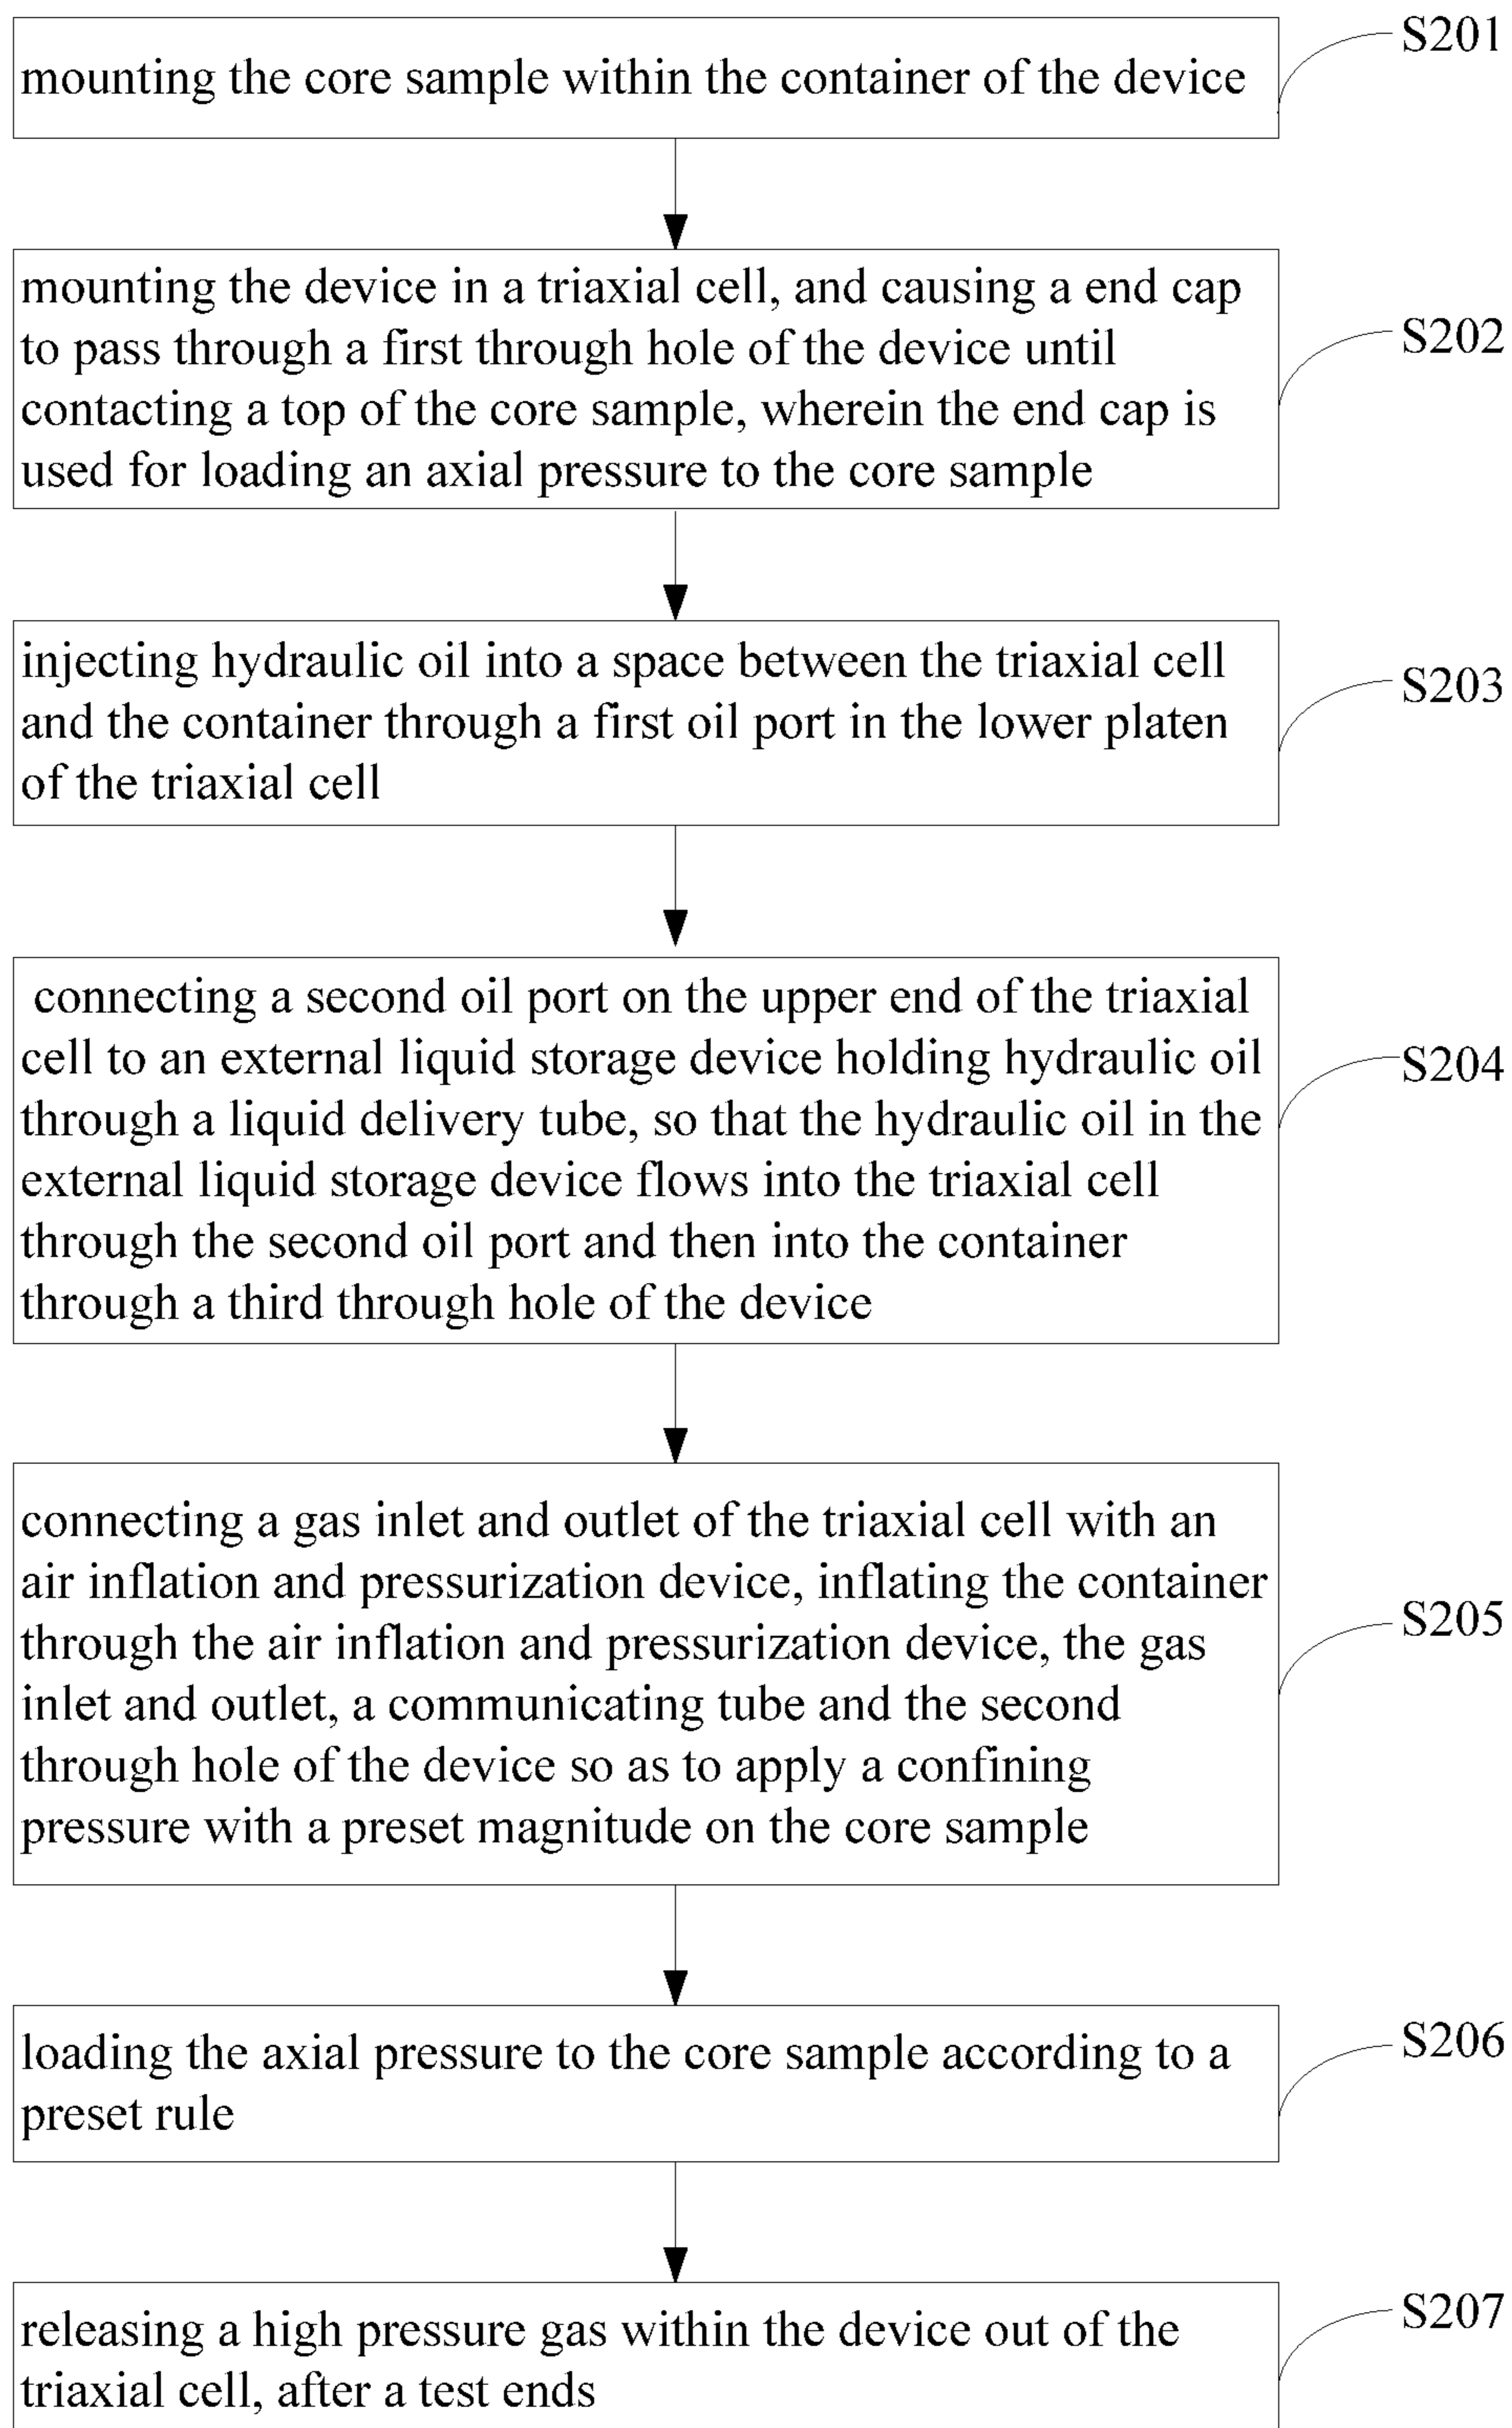 mounting the core sample within the container of the device
S201
mounting the device in a triaxial cell, and causing a end cap
to pass through a first through hole of the device until
contacting a top of the core sample, wherein the end cap is
used for loading an axial pressure to the core sample
S202
injecting hydraulic oil into a space between the triaxial cell
and the container through a first oil port in the lower platen
of the triaxial cell
S203
connecting a second oil port on the upper end of the triaxial
cell to an external liquid storage device holding hydraulic oil
through a liquid delivery tube, so that the hydraulic oil in the
external liquid storage device flows into the triaxial cell
through the second oil port and then into the container
through a third through hole of the device
S204
connecting a gas inlet and outlet of the triaxial cell with an
air inflation and pressurization device, inflating the container
through the air inflation and pressurization device, the gas
inlet and outlet, a communicating tube and the second
through hole of the device so as to apply a confining
pressure with a preset magnitude on the core sample
S205
loading the axial pressure to the core sample according to a
preset rule
S206
releasing a high pressure gas within the device out of the
triaxial cell, after a test ends
S207